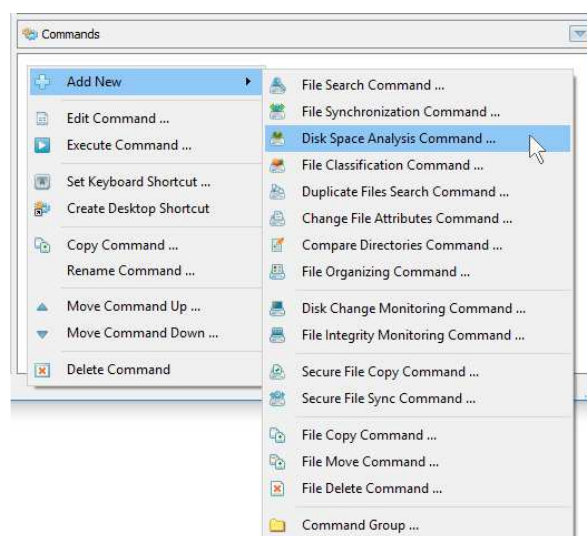 Commands
Add New
Edit Command ...
Execute Command ...
Set Keyboard Shortcut ...
Create Desktop Shortcut
Copy Command ...
Rename Command ...
Move Command Up ...
Move Command Down ...
Delete Command
File Search Command ...
File Synchronization Command ...
Disk Space Analysis Command ...
File Classification Command ...
Duplicate Files Search Command ...
Change File Attributes Command ...
Compare Directories Command ...
File Organizing Command ...
Disk Change Monitoring Command ...
File Integrity Monitoring Command ...
Secure File Copy Command ...
Secure File Sync Command ...
File Copy Command ...
File Move Command ...
File Delete Command ...
Command Group ...